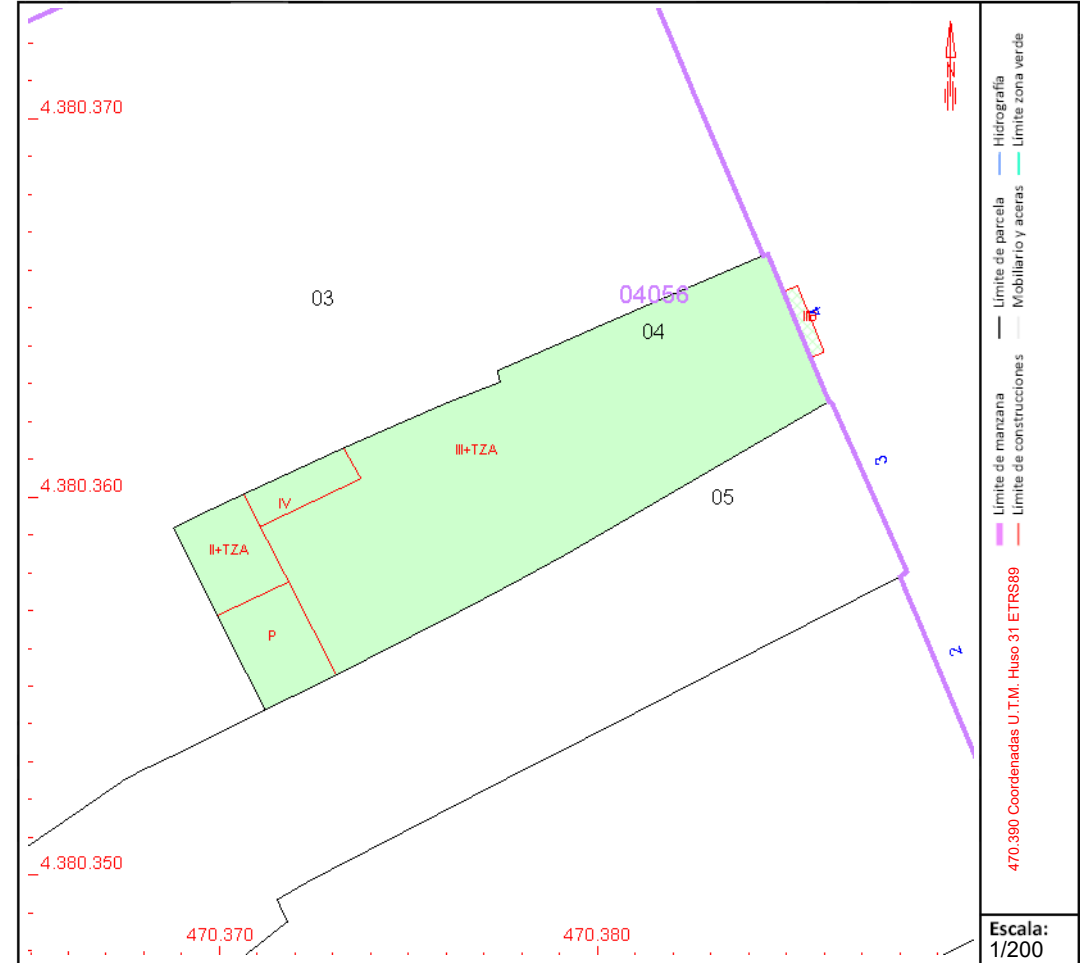 4.380.370
N
03
04056
04
4
III+TZA
4.380.360
IV
3
05
II+TZA
P
2
4.380.350
470.370
470.380
Límite de manzana
Límite de parcela
Hidrografía
Límite de construcciones
Mobiliario y aceras
Límite zona verde
470.390 Coordenadas U.T.M. Huso 31 ETRS89
Escala:
1/200